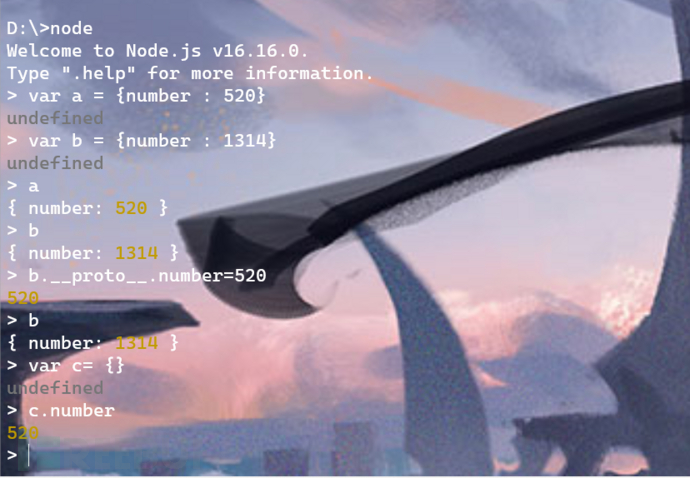 D:\>node
Welcome to Node.js v16.16.0.
Type ".help" for more information.
> var a = {number : 520}
undefined
> var b = {number : 1314}
undefined
> a
{ number: 520 }
> b
{ number: 1314 }
> b.__proto__.number=520
520
> b
{ number: 1314 }
> var c= {}
undefined
> c.number
520
>